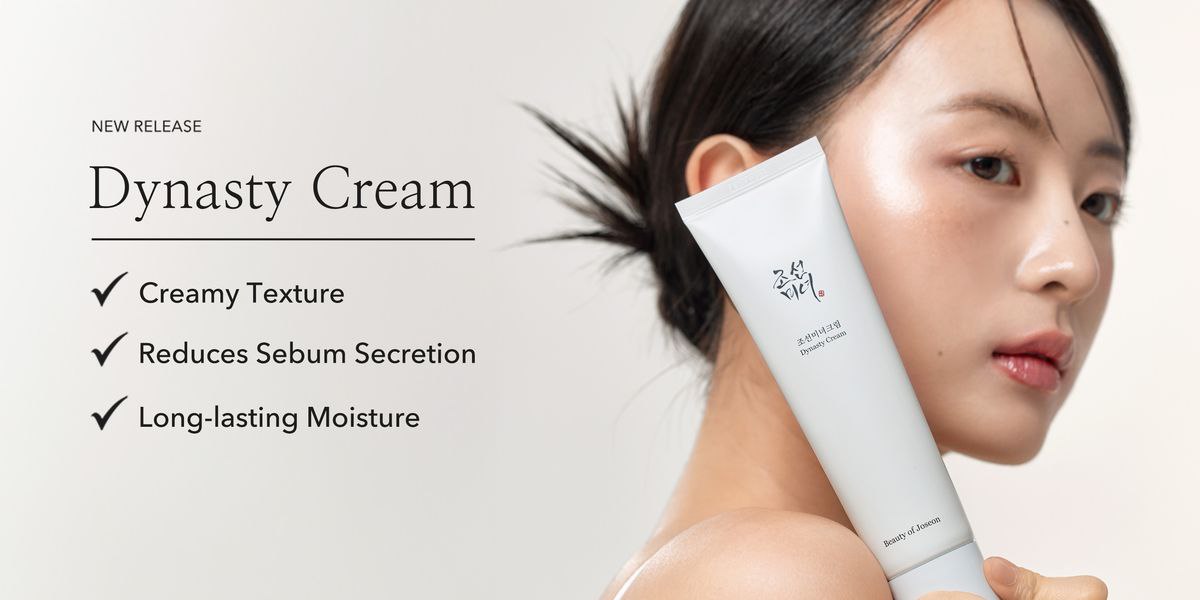 NEW RELEASE
Dynasty Cream
Creamy Texture
Reduces Sebum Secretion
Long-lasting Moisture
조선
미녀
조선미녀크림
Dynasty Cream
Beauty of Joseon